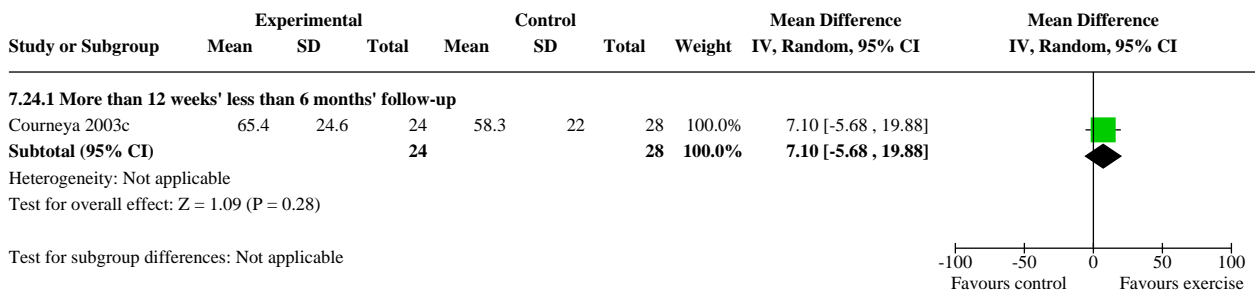 Experimental Control Mean Difference Mean Difference
Study or Subgroup Mean SD Total Mean SD Total Weight IV, Random, 95% CI IV, Random, 95% CI
7.24.1 More than 12 weeks' less than 6 months' follow-up
Courneya 2003c 65.4 24.6 24 58.3 22 28 100.0% 7.10 [-5.68 , 19.88]
Subtotal (95% CI) 24 28 100.0% 7.10 [-5.68 , 19.88]
Heterogeneity: Not applicable
Test for overall effect: Z = 1.09 (P = 0.28)
Test for subgroup differences: Not applicable
-100 -50 0 50 100
Favours control Favours exercise